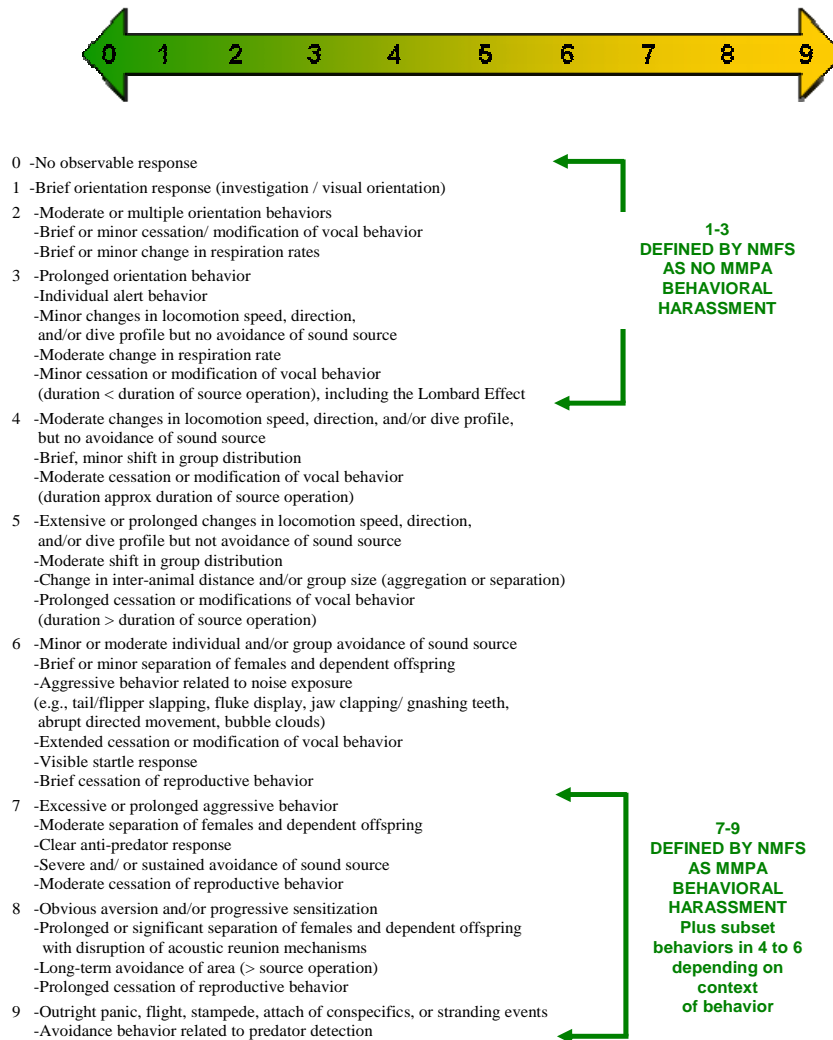 0 1 2 3 4 5 6 7 8 9
0 -No observable response
1 -Brief orientation response (investigation / visual orientation)
2 -Moderate or multiple orientation behaviors
-Brief or minor cessation/ modification of vocal behavior
-Brief or minor change in respiration rates
3 -Prolonged orientation behavior
-Individual alert behavior
-Minor changes in locomotion speed, direction,
and/or dive profile but no avoidance of sound source
-Moderate change in respiration rate
-Minor cessation or modification of vocal behavior
(duration < duration of source operation), including the Lombard Effect
1-3
DEFINED BY NMFS
AS NO MMPA
BEHAVIORAL
HARASSMENT
4 -Moderate changes in locomotion speed, direction, and/or dive profile,
but no avoidance of sound source
-Brief, minor shift in group distribution
-Moderate cessation or modification of vocal behavior
(duration approx duration of source operation)
5 -Extensive or prolonged changes in locomotion speed, direction,
and/or dive profile but not avoidance of sound source
-Moderate shift in group distribution
-Change in inter-animal distance and/or group size (aggregation or separation)
-Prolonged cessation or modifications of vocal behavior
(duration > duration of source operation)
6 -Minor or moderate individual and/or group avoidance of sound source
-Brief or minor separation of females and dependent offspring
-Aggressive behavior related to noise exposure
(e.g., tail/flipper slapping, fluke display, jaw clapping/ gnashing teeth,
abrupt directed movement, bubble clouds)
-Extended cessation or modification of vocal behavior
-Visible startle response
-Brief cessation of reproductive behavior
7 -Excessive or prolonged aggressive behavior
-Moderate separation of females and dependent offspring
-Clear anti-predator response
-Severe and/ or sustained avoidance of sound source
-Moderate cessation of reproductive behavior
8 -Obvious aversion and/or progressive sensitization
-Prolonged or significant separation of females and dependent offspring
with disruption of acoustic reunion mechanisms
-Long-term avoidance of area (> source operation)
-Prolonged cessation of reproductive behavior
9 -Outright panic, flight, stampede, attach of conspecifics, or stranding events
-Avoidance behavior related to predator detection
7-9
DEFINED BY NMFS
AS MMPA
BEHAVIORAL
HARASSMENT
Plus subset
behaviors in 4 to 6
depending on
context
of behavior